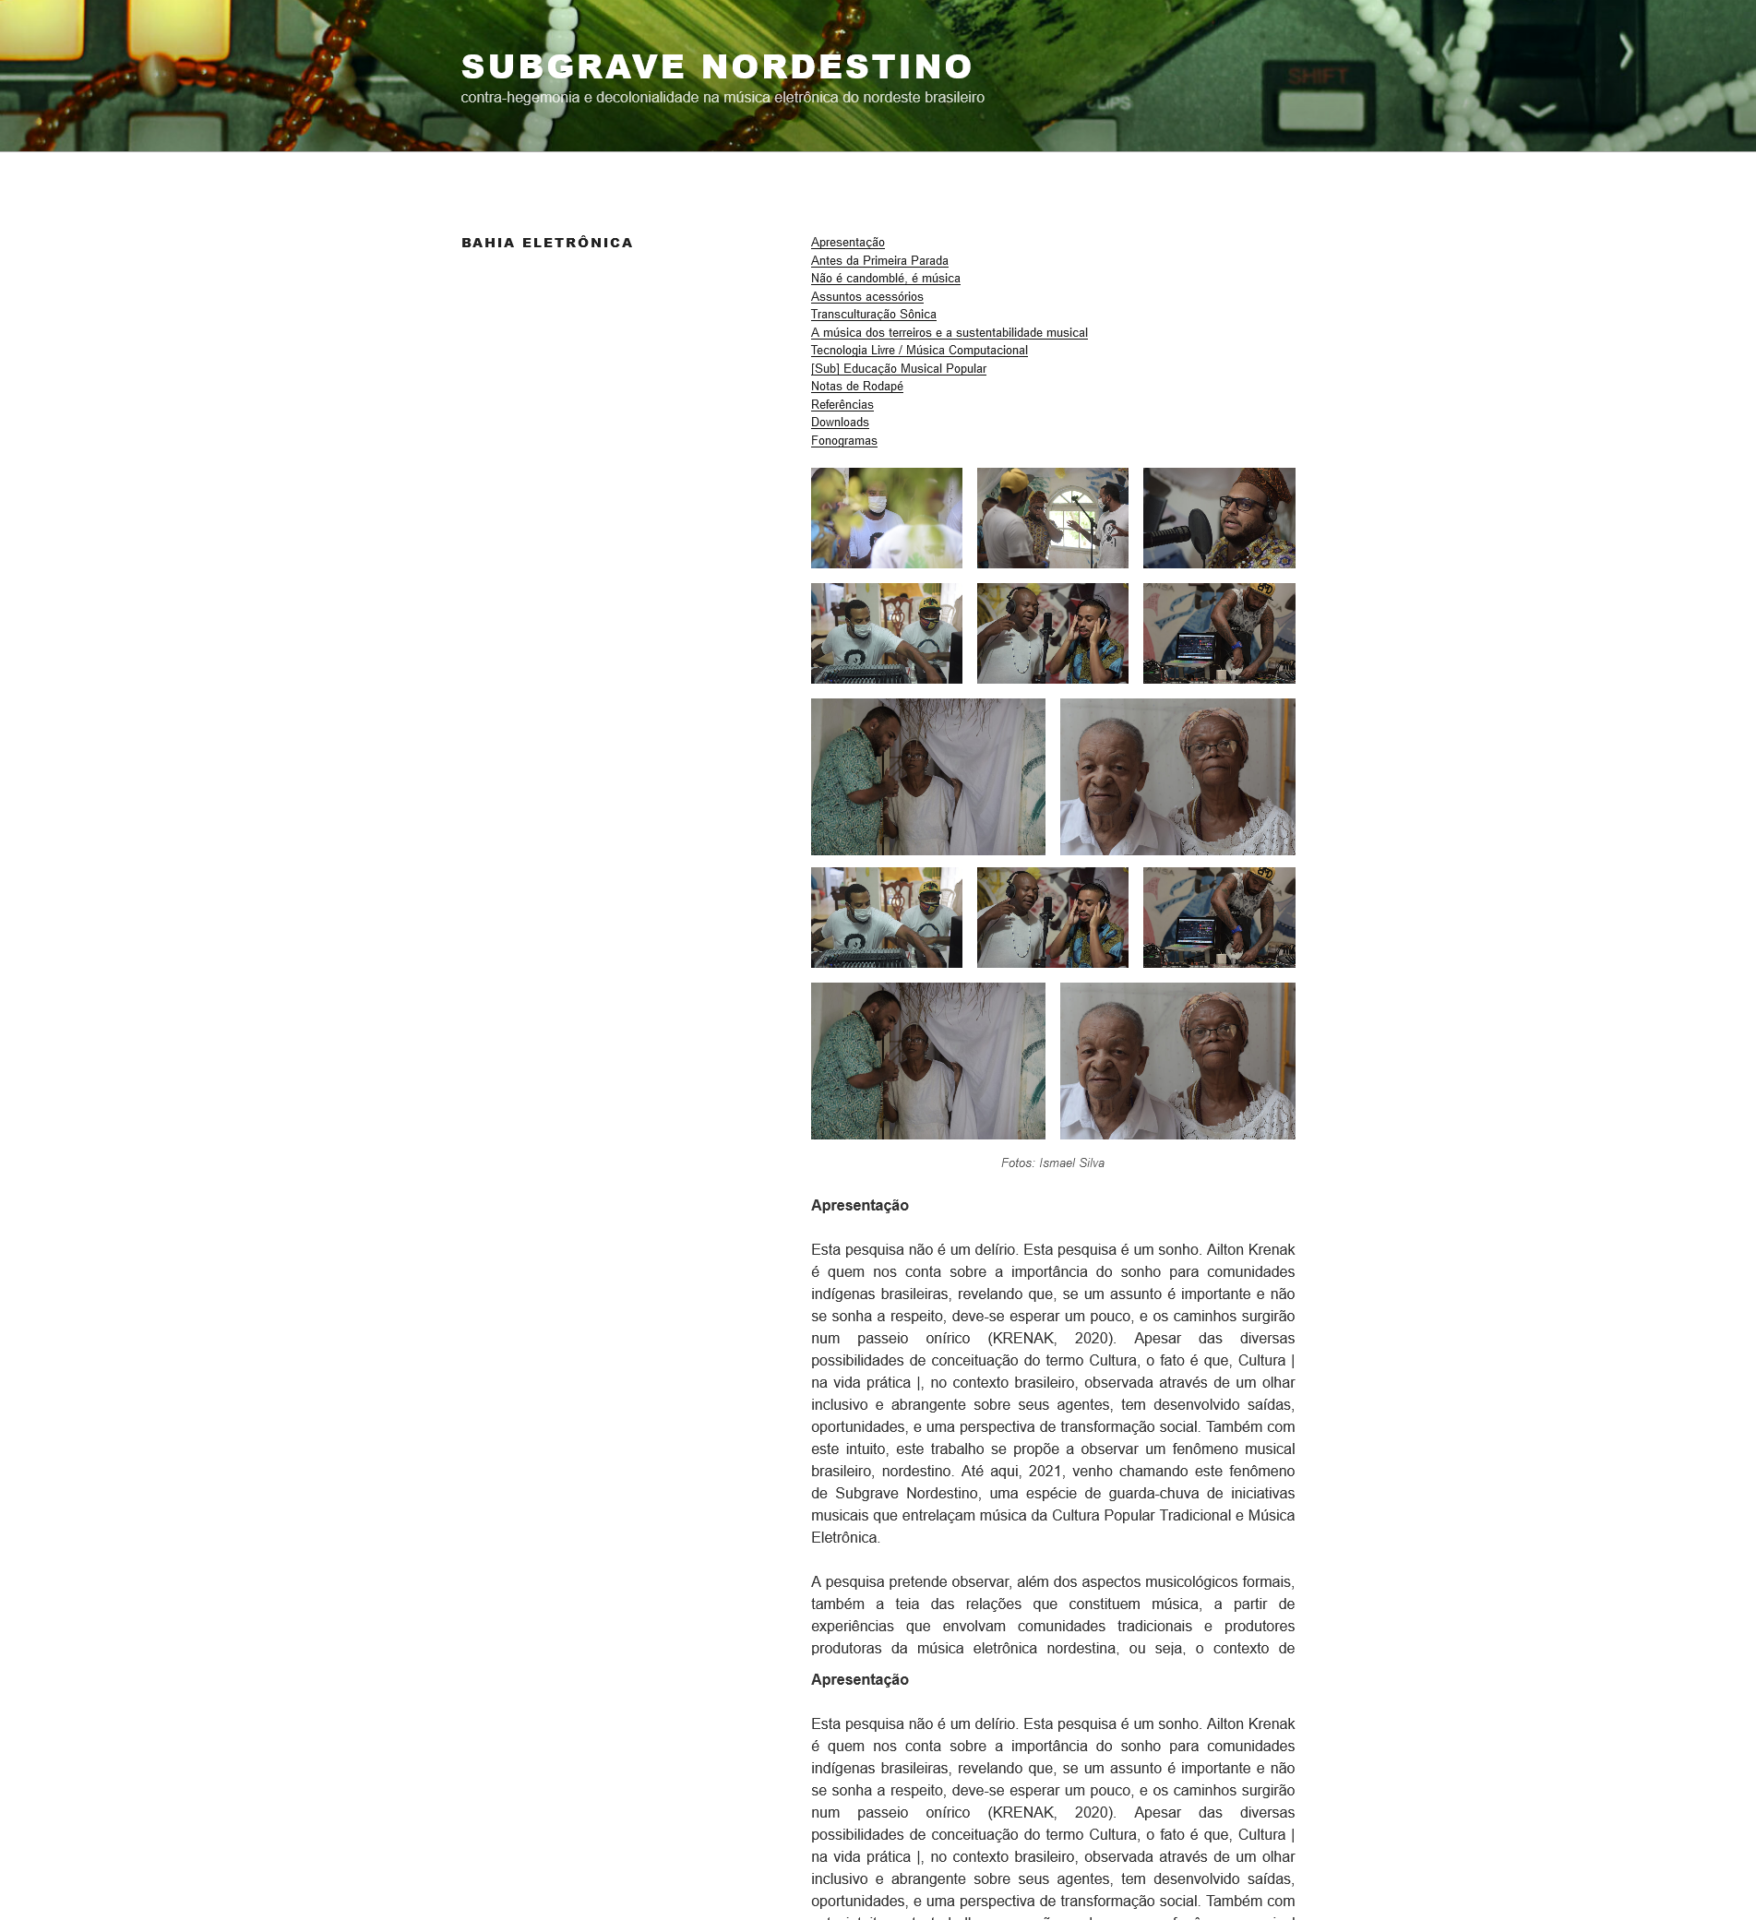 SUBGRAVE NORDESTINO
contra-hegemonia e decolonialidade na música eletrônica do nordeste brasileiro
SHIFT
BAHIA ELETRÔNICA
Apresentação
Antes da Primeira Parada
Não é candomblé, é música
Assuntos acessórios
Transculturação Sônica
A música dos terreiros e a sustentabilidade musical
Tecnologia Livre / Música Computacional
[Sub] Educação Musical Popular
Notas de Rodapé
Referências
Downloads
Fonogramas
Fotos: Ismael Silva
Apresentação
Esta pesquisa não é um delírio. Esta pesquisa é um sonho. Ailton Krenak
é quem nos conta sobre a importância do sonho para comunidades
indígenas brasileiras, revelando que, se um assunto é importante e não
se sonha a respeito, deve-se esperar um pouco, e os caminhos surgirão
num passeio onírico (KRENAK, 2020). Apesar das diversas
possibilidades de conceituação do termo Cultura, o fato é que, Cultura |
na vida prática |, no contexto brasileiro, observada através de um olhar
inclusivo e abrangente sobre seus agentes, tem desenvolvido saídas,
oportunidades, e uma perspectiva de transformação social. Também com
este intuito, este trabalho se propõe a observar um fenômeno musical
brasileiro, nordestino. Até aqui, 2021, venho chamando este fenômeno
de Subgrave Nordestino, uma espécie de guarda-chuva de iniciativas
musicais que entrelaçam música da Cultura Popular Tradicional e Música
Eletrônica.
A pesquisa pretende observar, além dos aspectos musicológicos formais,
também a teia das relações que constituem música, a partir de
experiências que envolvam comunidades tradicionais e produtores
produtoras da música eletrônica nordestina, ou seja, o contexto de
Apresentação
Esta pesquisa não é um delírio. Esta pesquisa é um sonho. Ailton Krenak
é quem nos conta sobre a importância do sonho para comunidades
indígenas brasileiras, revelando que, se um assunto é importante e não
se sonha a respeito, deve-se esperar um pouco, e os caminhos surgirão
num passeio onírico (KRENAK, 2020). Apesar das diversas
possibilidades de conceituação do termo Cultura, o fato é que, Cultura |
na vida prática |, no contexto brasileiro, observada através de um olhar
inclusivo e abrangente sobre seus agentes, tem desenvolvido saídas,
oportunidades, e uma perspectiva de transformação social. Também com